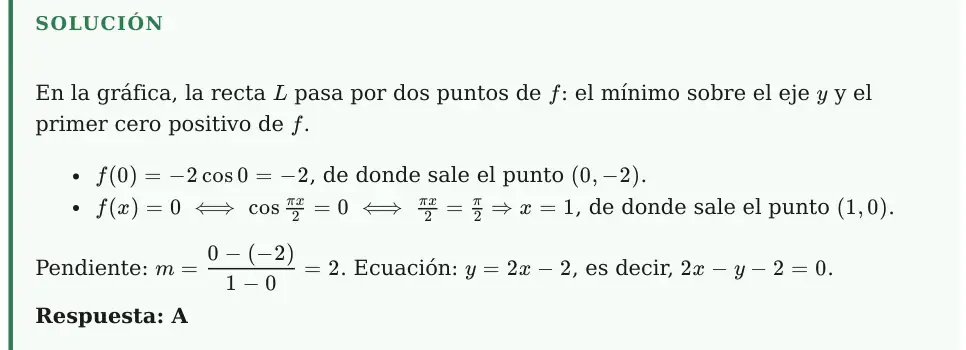 SOLUCIÓN
En la gráfica, la recta L pasa por dos puntos de f: el mínimo sobre el eje y y el
primer cero positivo de f.
• f(0) = −2 cos 0 = −2, de donde sale el punto (0, −2).
• f(x) = 0 ⟺ cos πx/2 = 0 ⟺ πx/2 = π/2 ⇒ x = 1, de donde sale el punto (1, 0).
Pendiente: m = 0 − (−2)/1 − 0 = 2. Ecuación: y = 2x − 2, es decir, 2x − y − 2 = 0.
Respuesta: A